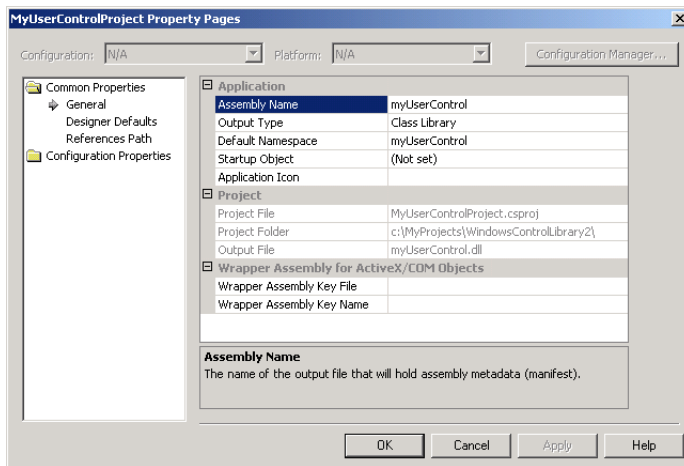 MyUserControlProject Property Pages
Configuration: N/A Platform: N/A Configuration Manager...
Common Properties
General
Designer Defaults
References Path
Configuration Properties
Application
Assembly Name myUserControl
Output Type Class Library
Default Namespace myUserControl
Startup Object (Not set)
Application Icon
Project
Project File MyUserControlProject.csproj
Project Folder c:\MyProjects\WindowsControlLibrary2\
Output File myUserControl.dll
Wrapper Assembly for ActiveX/COM Objects
Wrapper Assembly Key File
Wrapper Assembly Key Name
Assembly Name
The name of the output file that will hold assembly metadata (manifest).
OK Cancel Apply Help